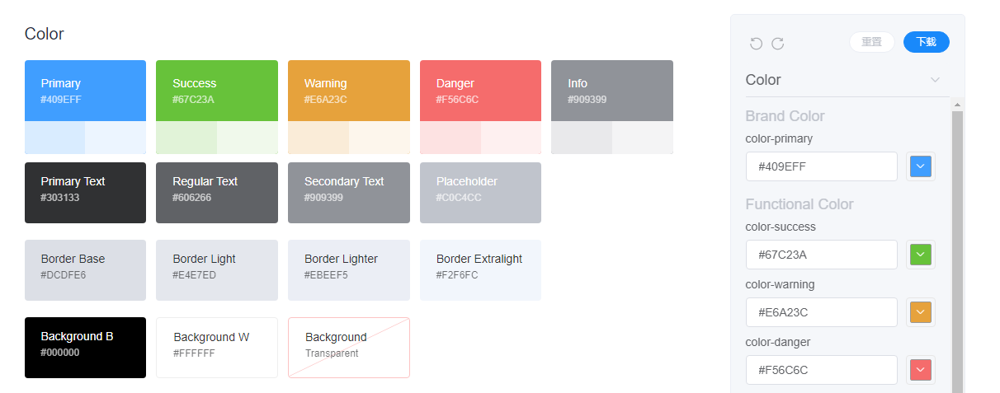 Color
Primary
#409EFF
Success
#67C23A
Warning
#E6A23C
Danger
#F56C6C
Info
#909399
Primary Text
#303133
Regular Text
#606266
Secondary Text
#909399
Placeholder
#C0C4CC
Border Base
#DCDFE6
Border Light
#E4E7ED
Border Lighter
#EBEEF5
Border Extralight
#F2F6FC
Background B
#000000
Background W
#FFFFFF
Background
Transparent
重置
下载
Color
Brand Color
color-primary
#409EFF
Functional Color
color-success
#67C23A
color-warning
#E6A23C
color-danger
#F56C6C